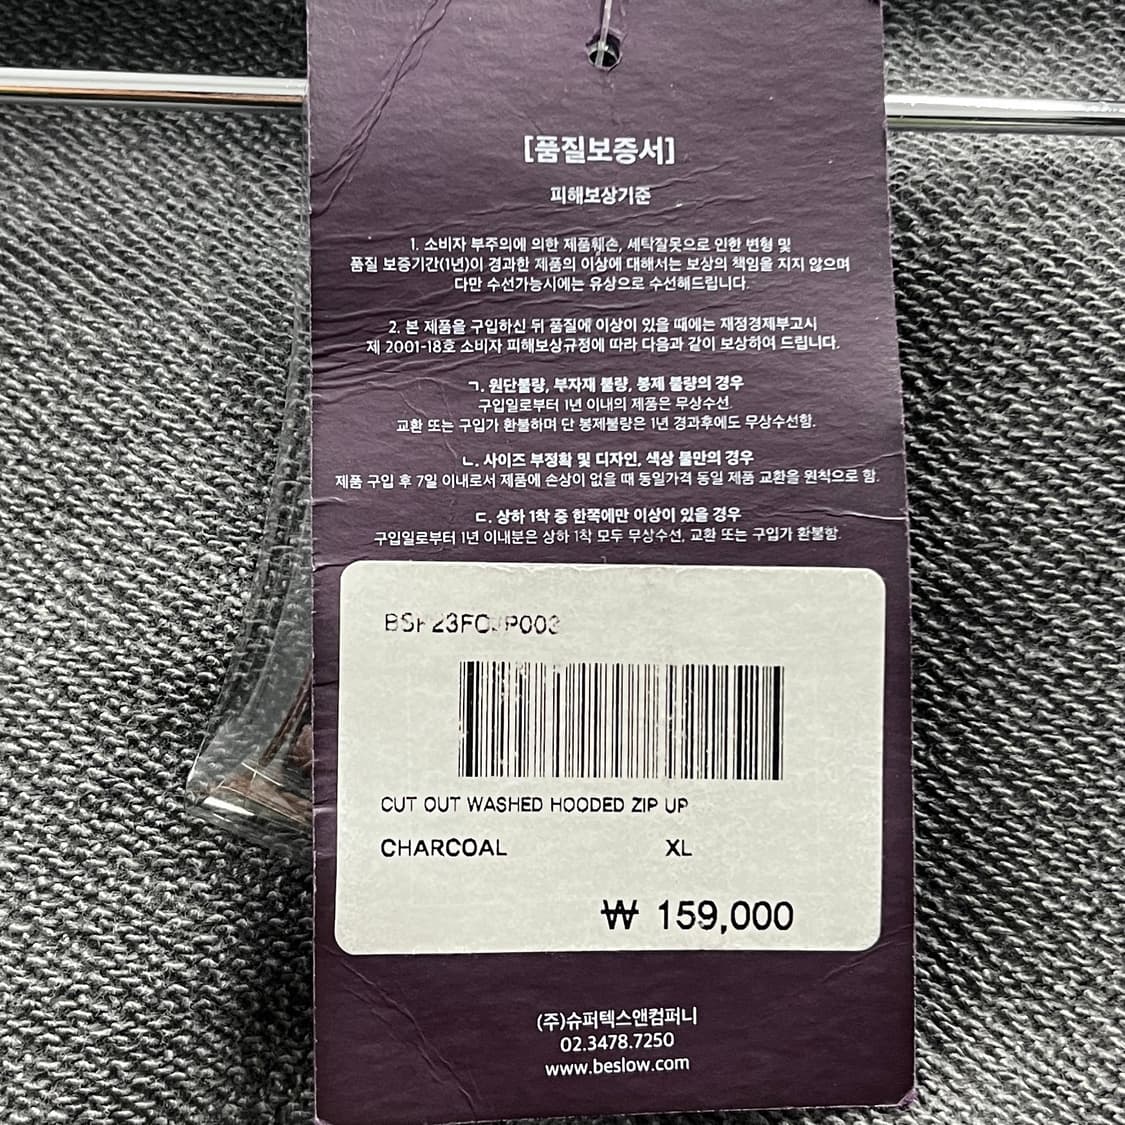 [품질보증서]
피해보상기준
1. 소비자 부주의에 의한 제품훼손, 세탁잘못으로 인한 변형 및
품질 보증기간(1년)이 경과한 제품의 이상에 대해서는 보상의 책임을 지지 않으며
다만 수선가능시에는 유상으로 수선해드립니다.
2. 본 제품을 구입하신 뒤 품질에 이상이 있을 때에는 재정경제부고시
제 2001-18호 소비자 피해보상규정에 따라 다음과 같이 보상하여 드립니다.
ㄱ. 원단불량, 부자재 불량, 봉제 불량의 경우
구입일로부터 1년 이내의 제품은 무상수선
교환 또는 구입가 환불하며 단 봉제불량은 1년 경과후에도 무상수선함.
ㄴ. 사이즈 부정확 및 디자인, 색상 불만의 경우
제품 구입 후 7일 이내로서 제품에 손상이 없을 때 동일가격 동일 제품 교환을 원칙으로 함.
ㄷ. 상하 1착 중 한쪽에만 이상이 있을 경우
구입일로부터 1년 이내분은 상하 1착 모두 무상수선, 교환 또는 구입가 환불함.
CUT OUT WASHED HOODED ZIP UP
CHARCOAL XL
₩ 159,000
(주)슈퍼텍스앤컴퍼니
02.3478.7250
www.beslow.com